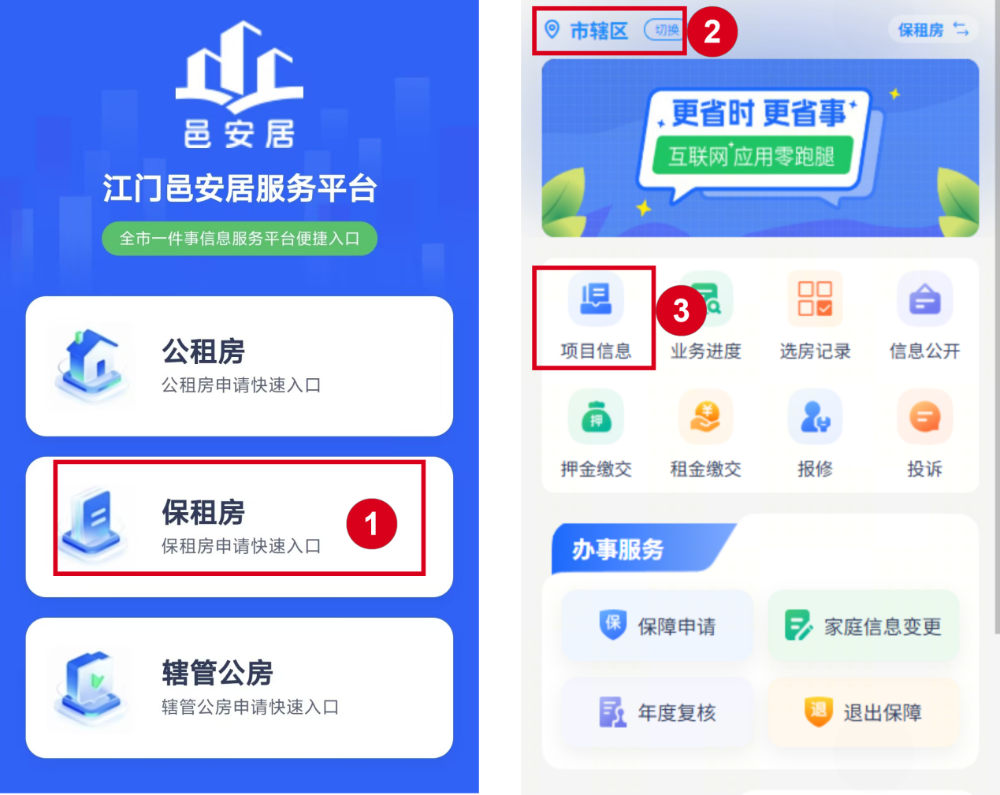 邑安居
江门邑安居服务平台
全市一件事信息服务平台便捷入口
公租房
公租房申请快速入口
保租房
保租房申请快速入口
1
辖管公房
辖管公房申请快速入口
市辖区 切换 2 保租房
更省时 更省事
互联网+应用零跑腿
3
项目信息 业务进度 选房记录 信息公开
押
押金缴交 租金缴交 报修 投诉
办事服务
保 保障申请 家庭信息变更
年度复核 退 退出保障